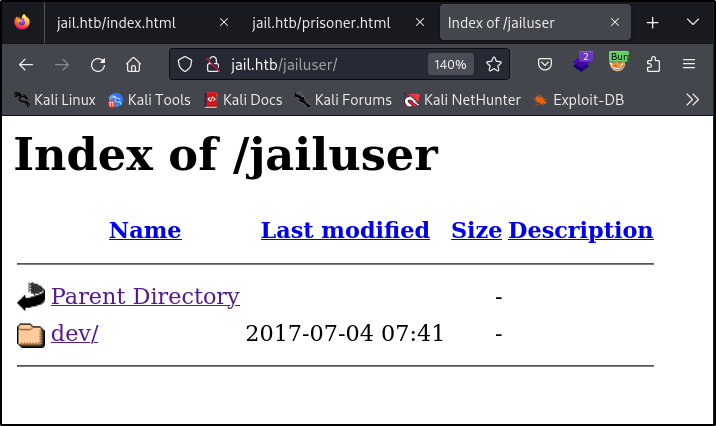 jail.htb/index.html jail.htb/prisoner.html Index of /jailuser
jail.htb/jailuser/ 140% 2 Burr
Kali Linux Kali Tools Kali Docs Kali Forums Kali NetHunter Exploit-DB
Index of /jailuser
Name Last modified Size Description
Parent Directory -
dev/ 2017-07-04 07:41 -